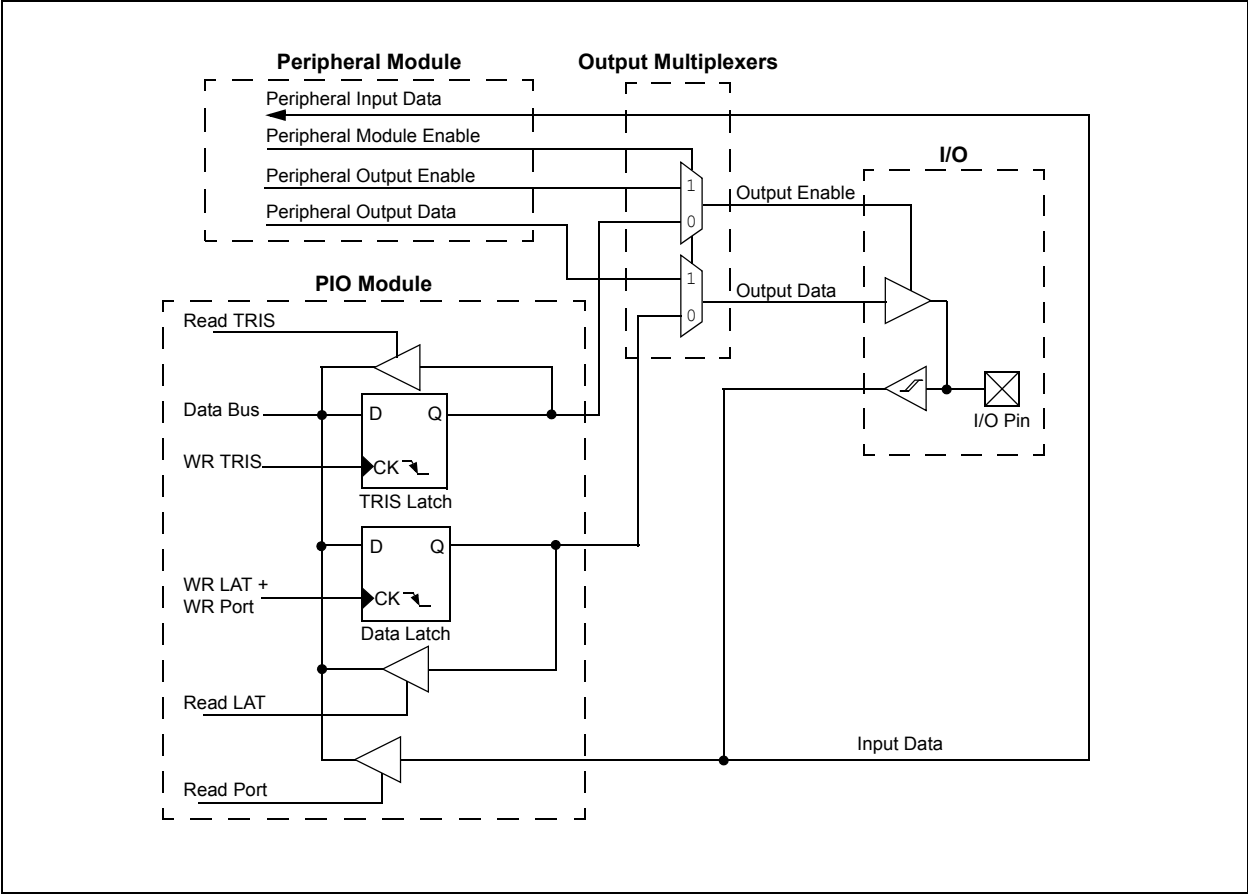 Peripheral Module
Output Multiplexers
Peripheral Input Data
Peripheral Module Enable
I/O
Peripheral Output Enable
1
Output Enable
Peripheral Output Data
0
PIO Module
1
Output Data
0
Read TRIS
Data Bus
D
Q
I/O Pin
WR TRIS
CK
TRIS Latch
D
Q
WR LAT +
WR Port
CK
Data Latch
Read LAT
Input Data
Read Port